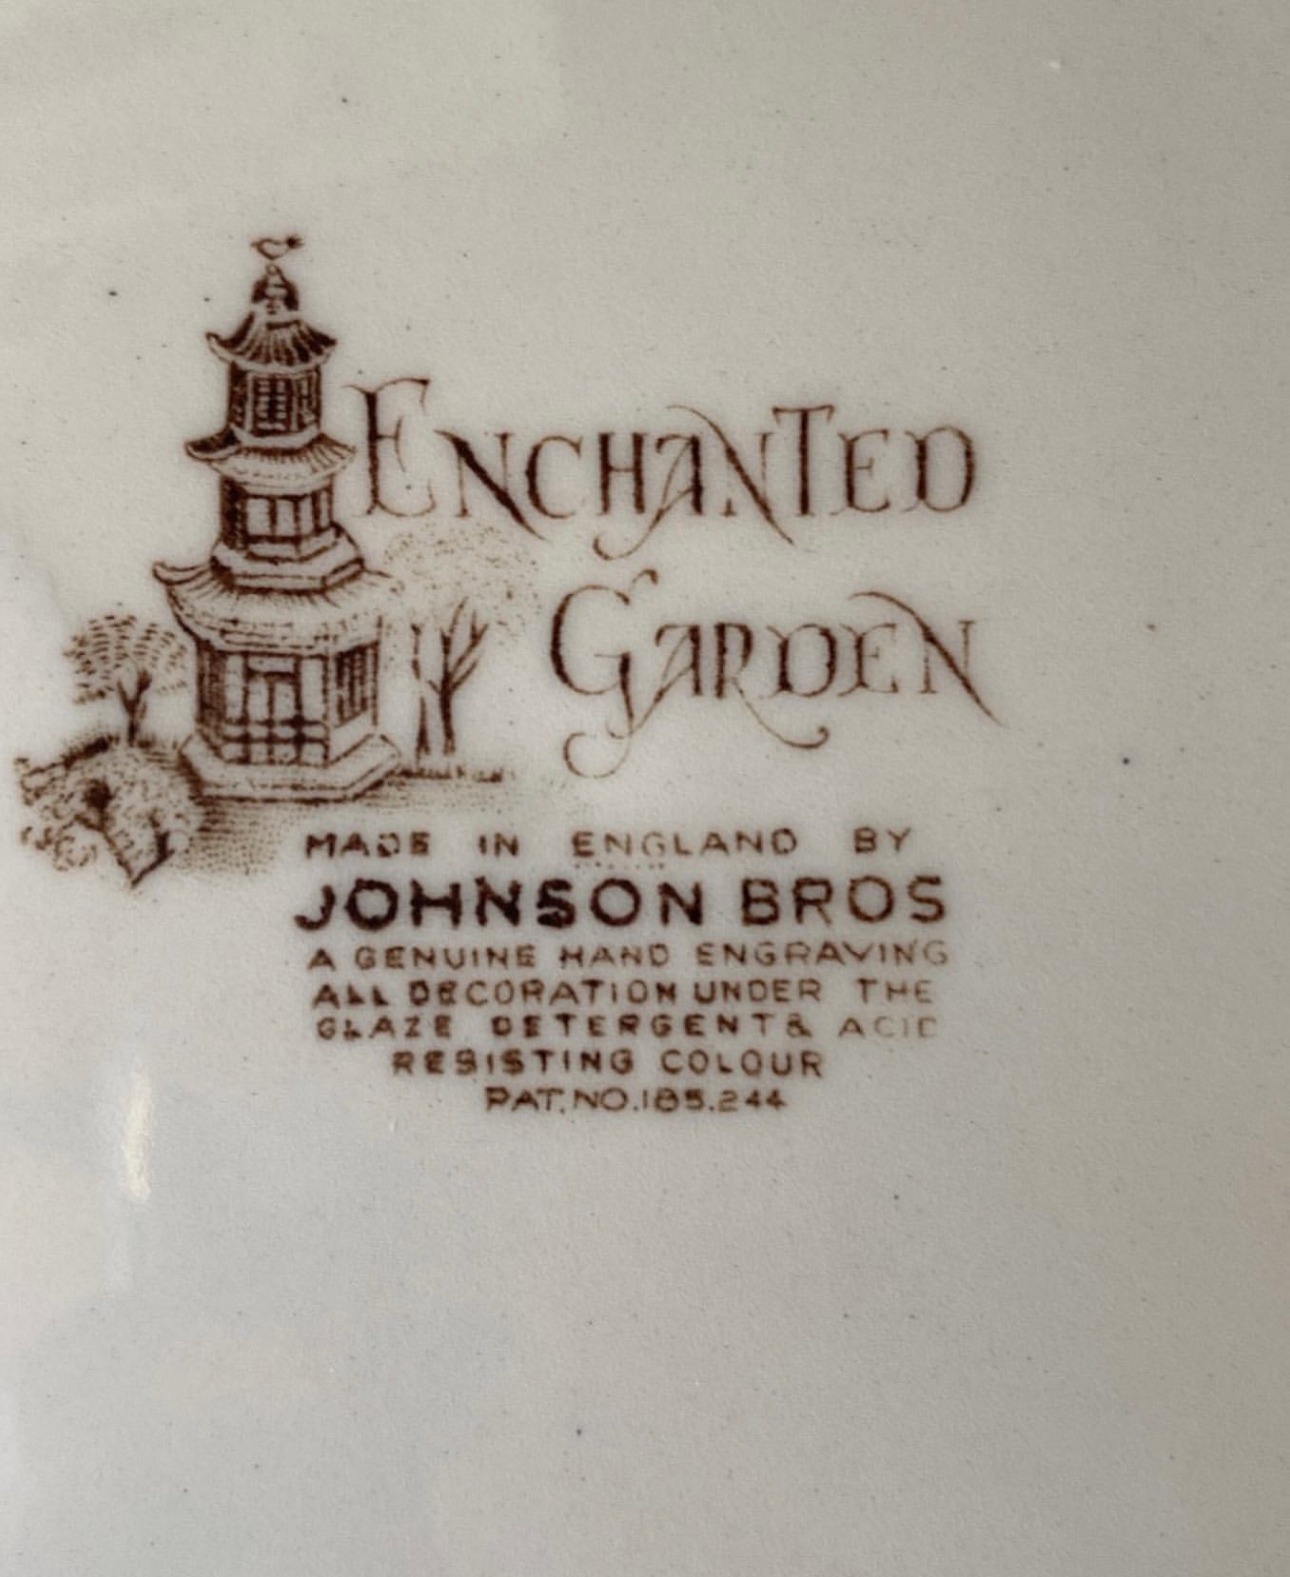 ENCHANTED
GARDEN
MADE IN ENGLAND BY
JOHNSON BROS
A GENUINE HAND ENGRAVING
ALL DECORATION UNDER THE
GLAZE DETERGENT & ACID
RESISTING COLOUR
PAT. NO. 185.244